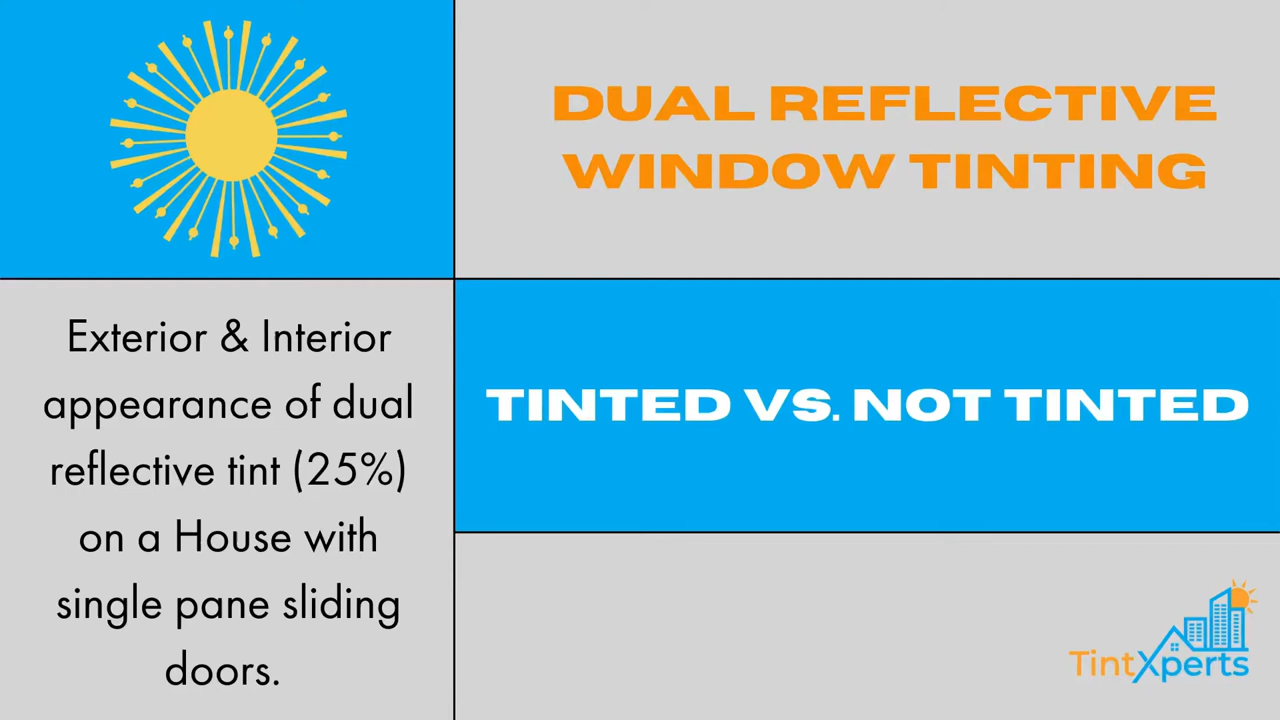 DUAL REFLECTIVE
WINDOW TINTING
Exterior & Interior
appearance of dual
reflective tint (25%)
on a House with
single pane sliding
doors.
TINTED VS. NOT TINTED
TintXperts